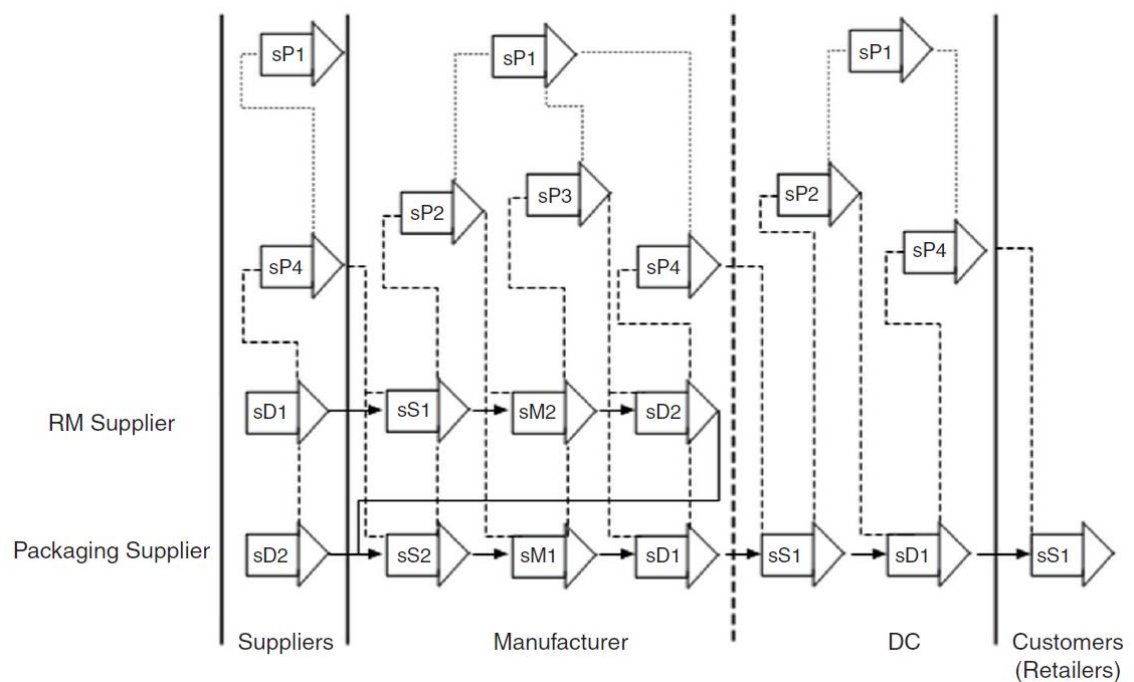 sP1
sP1
sP1
sP2
sP3
sP2
sP4
sP4
sP4
RM Supplier
sD1
sS1
sM2
sD2
Packaging Supplier
sD2
sS2
sM1
sD1
sS1
sD1
sS1
Suppliers
Manufacturer
DC
Customers
(Retailers)